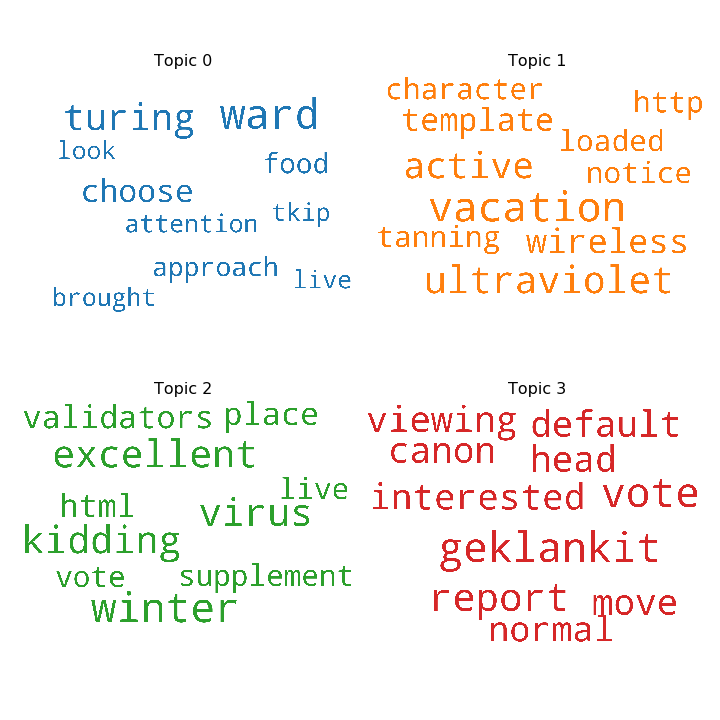 Topic 0
turing ward
look
food
choose
attention tkip
approach
live
brought
Topic 1
character
http
template
loaded
active
notice
vacation
tanning wireless
ultraviolet
Topic 2
validators place
excellent
live
html
virus
kidding
vote supplement
winter
Topic 3
viewing default
canon head
interested vote
geklankit
report move
normal